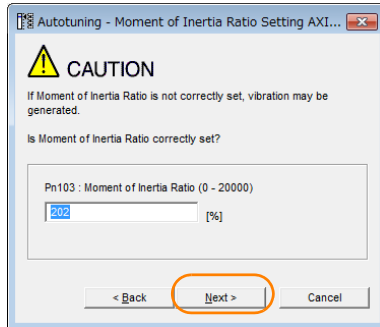 Autotuning - Moment of Inertia Ratio Setting AXI...
CAUTION
If Moment of Inertia Ratio is not correctly set, vibration may be
generated.
Is Moment of Inertia Ratio correctly set?
Pn103 : Moment of Inertia Ratio (0 - 20000)
202 [%]
< Back Next > Cancel